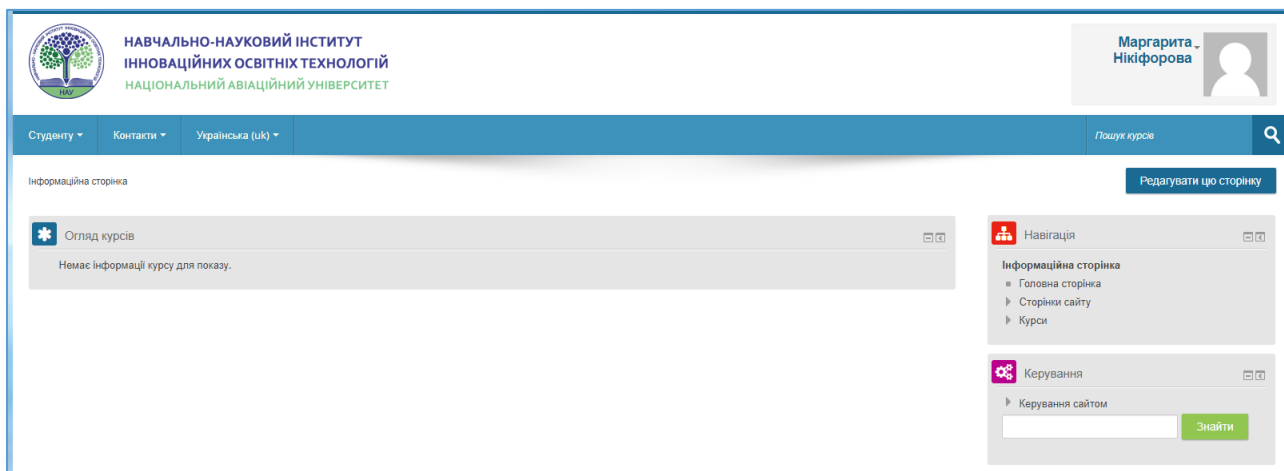 НАВЧАЛЬНО-НАУКОВИЙ ІНСТИТУТ
ІННОВАЦІЙНИХ ОСВІТНІХ ТЕХНОЛОГІЙ
НАЦІОНАЛЬНИЙ АВІАЦІЙНИЙ УНІВЕРСИТЕТ
НАУ
Маргарита
Нікіфорова
Студенту
Контакти
Українська (uk)
Пошук курсів
Інформаційна сторінка
Редагувати цю сторінку
Огляд курсів
Немає інформації курсу для показу.
Навігація
Інформаційна сторінка
Головна сторінка
Сторінки сайту
Курси
Керування
Керування сайтом
Знайти